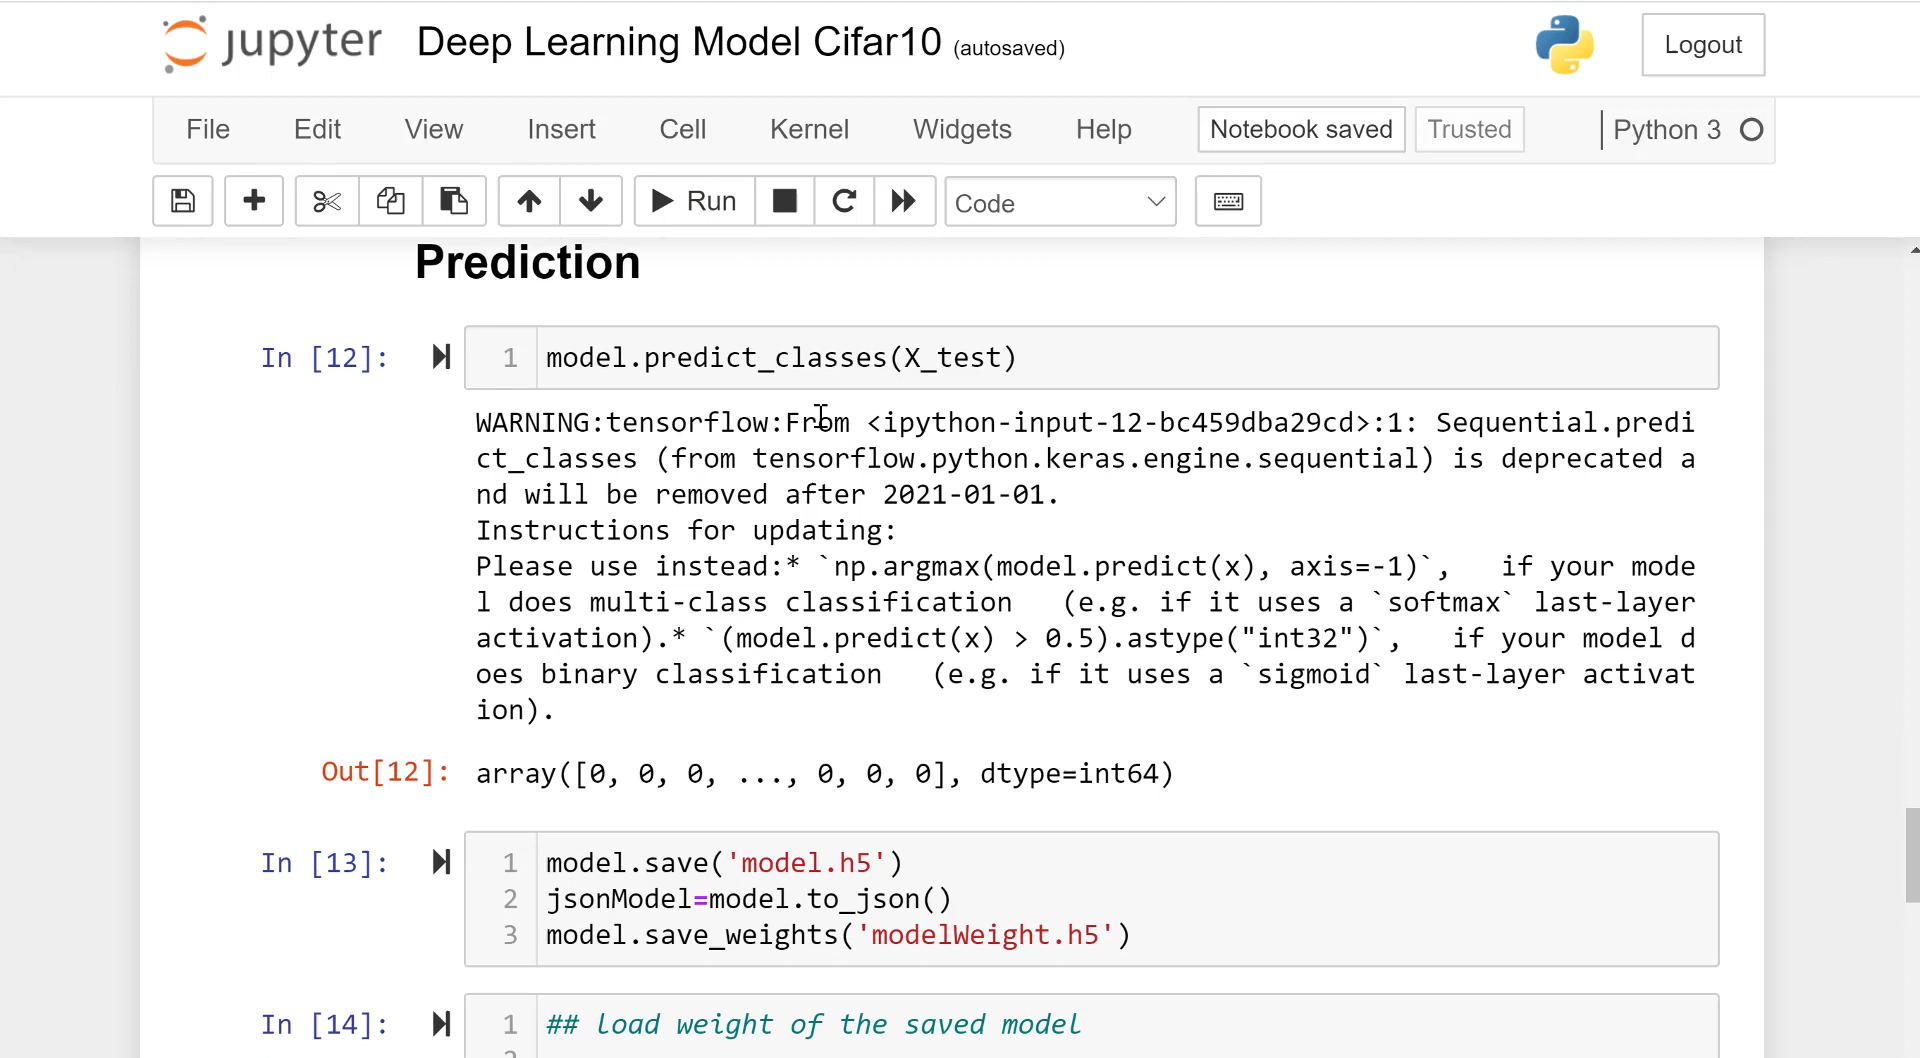 jupyter Deep Learning Model Cifar10 (autosaved) Logout
File Edit View Insert Cell Kernel Widgets Help Notebook saved Trusted Python 3
Run Code
Prediction
In [12]: 1 model.predict_classes(X_test)
WARNING:tensorflow:From <ipython-input-12-bc459dba29cd>:1: Sequential.predi
ct_classes (from tensorflow.python.keras.engine.sequential) is deprecated a
nd will be removed after 2021-01-01.
Instructions for updating:
Please use instead:* `np.argmax(model.predict(x), axis=-1)`,   if your mode
l does multi-class classification   (e.g. if it uses a `softmax` last-layer
activation).* `(model.predict(x) > 0.5).astype("int32")`,   if your model d
oes binary classification   (e.g. if it uses a `sigmoid` last-layer activat
ion).
Out[12]: array([0, 0, 0, ..., 0, 0, 0], dtype=int64)
In [13]: 1 model.save('model.h5')
2 jsonModel=model.to_json()
3 model.save_weights('modelWeight.h5')
In [14]: 1 ## load weight of the saved model